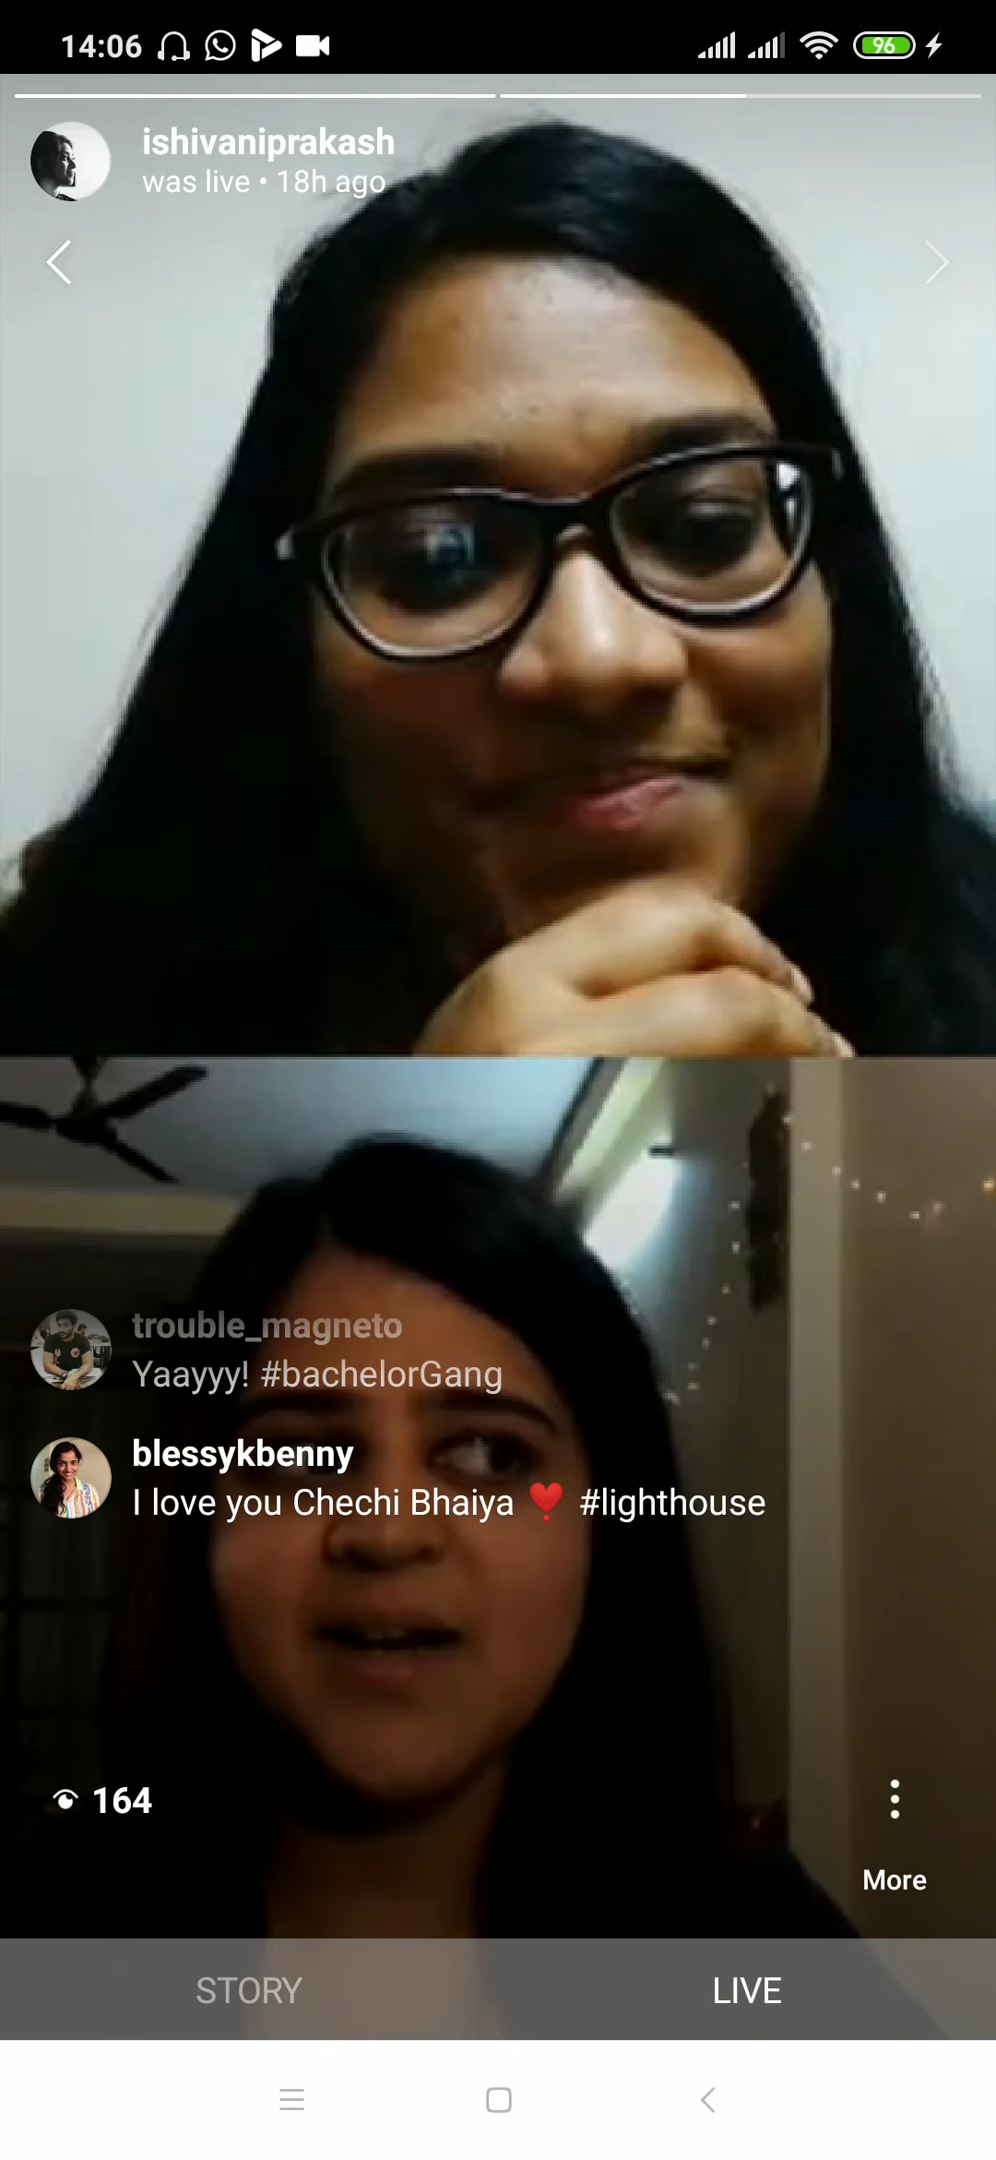 14:06
96
ishivaniprakash
was live • 18h ago
trouble_magneto
Yaayyy! #bachelorGang
blessykbenny
I love you Chechi Bhaiya ❣️ #lighthouse
164
More
STORY
LIVE